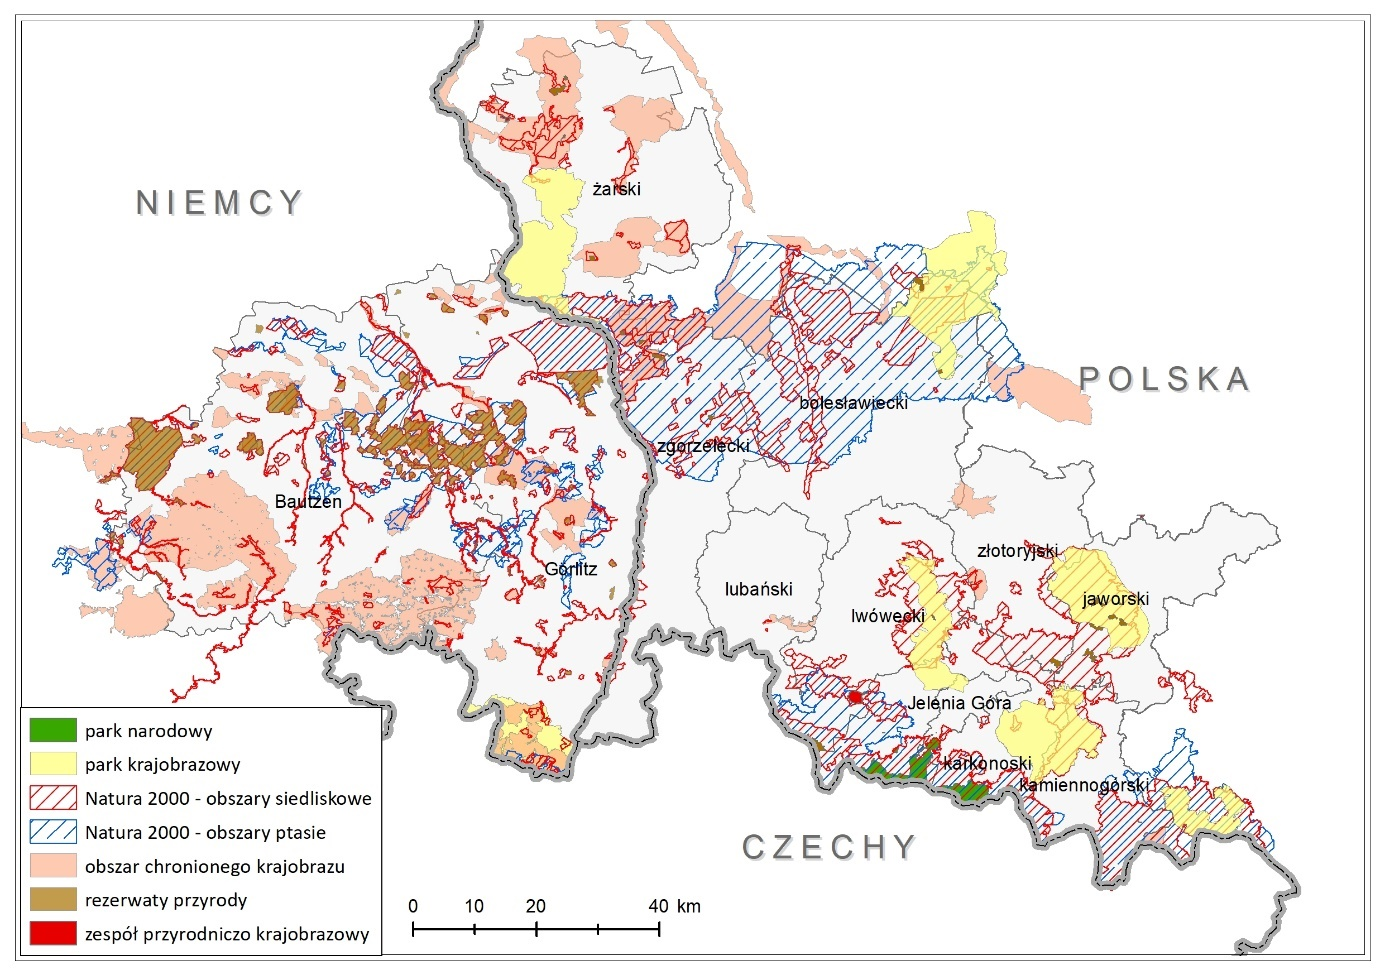 NIEMCY
żarski
POLSKA
bolesławiecki
zgorzelecki
Bautzen
złotoryjski
Görlitz
lubański
jaworski
lwówecki
Jelenia Góra
karkonoski
kamiennogórski
CZECHY
park narodowy
park krajobrazowy
Natura 2000 - obszary siedliskowe
Natura 2000 - obszary ptasie
obszar chronionego krajobrazu
rezerwaty przyrody
zespół przyrodniczo krajobrazowy
0 10 20 40 km